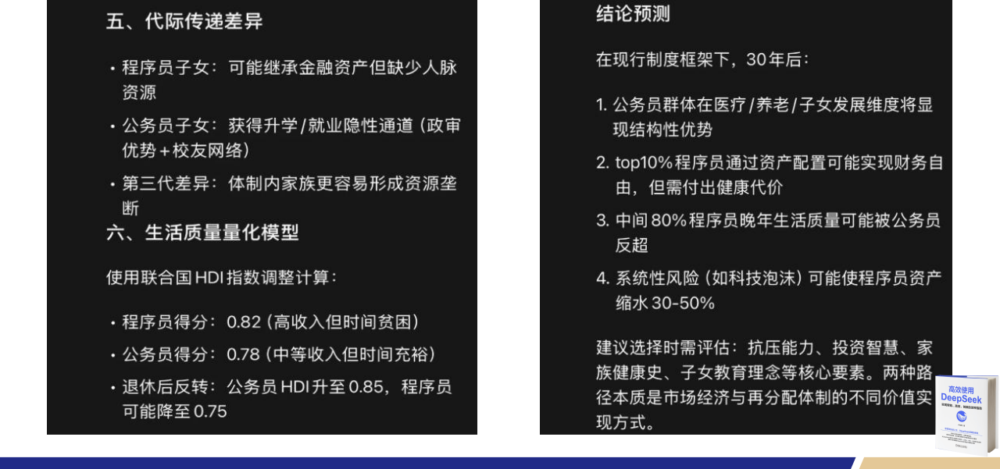 五、代际传递差异
• 程序员子女：可能继承金融资产但缺少人脉
资源
• 公务员子女：获得升学/就业隐性通道（政审
优势+校友网络）
• 第三代差异：体制内家族更容易形成资源垄
断
六、生活质量量化模型
使用联合国HDI指数调整计算：
• 程序员得分：0.82（高收入但时间贫困）
• 公务员得分：0.78（中等收入但时间充裕）
• 退休后反转：公务员HDI升至0.85，程序员
可能降至0.75
结论预测
在现行制度框架下，30年后：
1. 公务员群体在医疗/养老/子女发展维度将显
现结构性优势
2. top10%程序员通过资产配置可能实现财务自
由，但需付出健康代价
3. 中间80%程序员晚年生活质量可能被公务员
反超
4. 系统性风险（如科技泡沫）可能使程序员资产
缩水30-50%
建议选择时需评估：抗压能力、投资智慧、家
族健康史、子女教育理念等核心要素。两种路
径本质是市场经济与再分配体制的不同价值实
现方式。
高效使用
DeepSeek